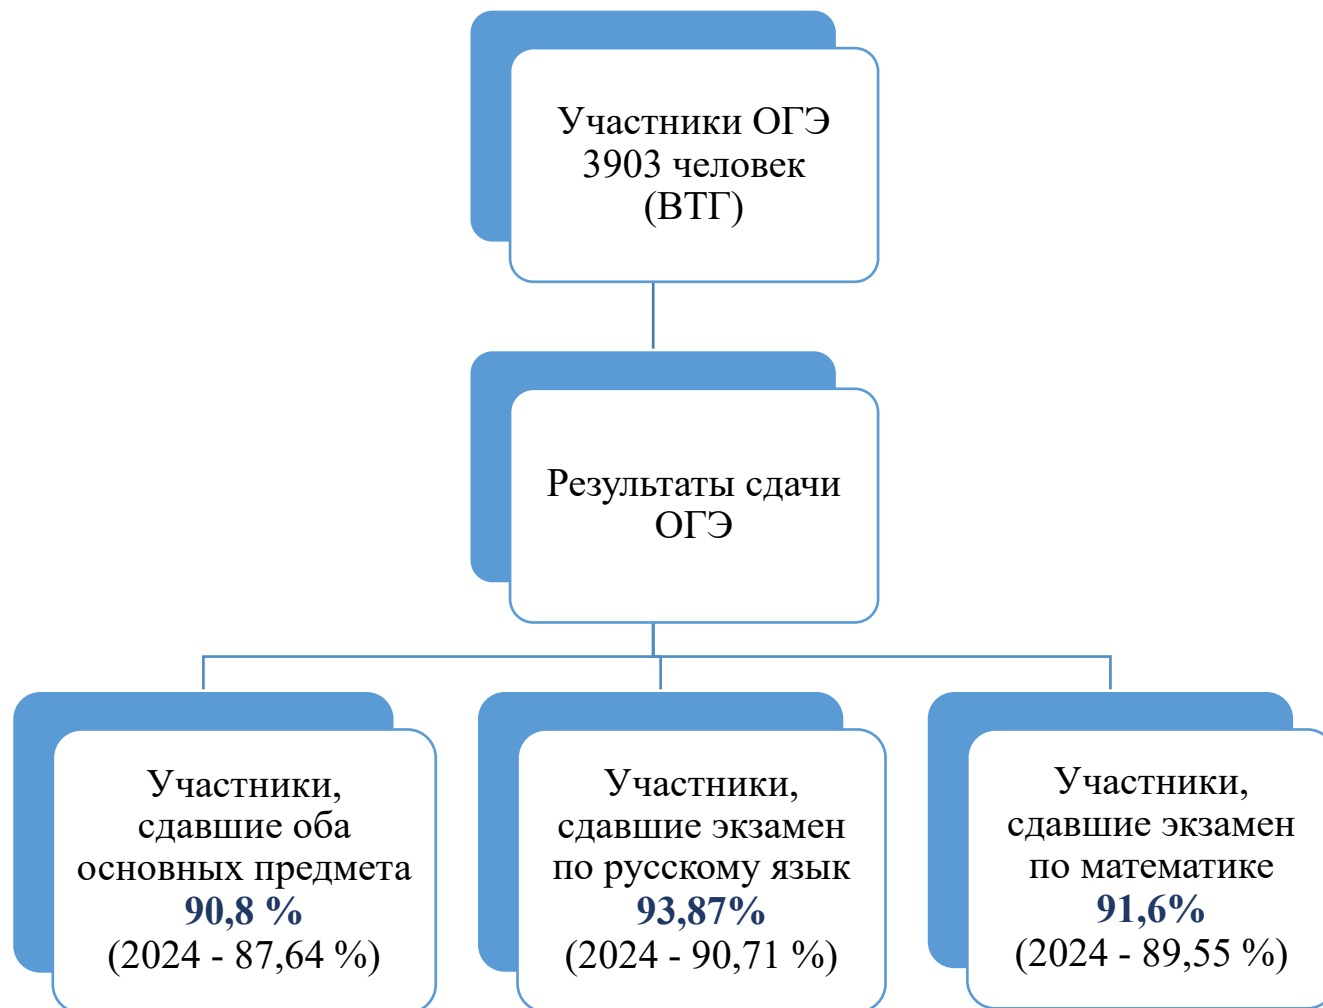 Участники ОГЭ
3903 человек
(ВТГ)
Результаты сдачи
ОГЭ
Участники,
сдавшие оба
основных предмета
90,8 %
(2024 - 87,64 %)
Участники,
сдавшие экзамен
по русскому язык
93,87%
(2024 - 90,71 %)
Участники,
сдавшие экзамен
по математике
91,6%
(2024 - 89,55 %)